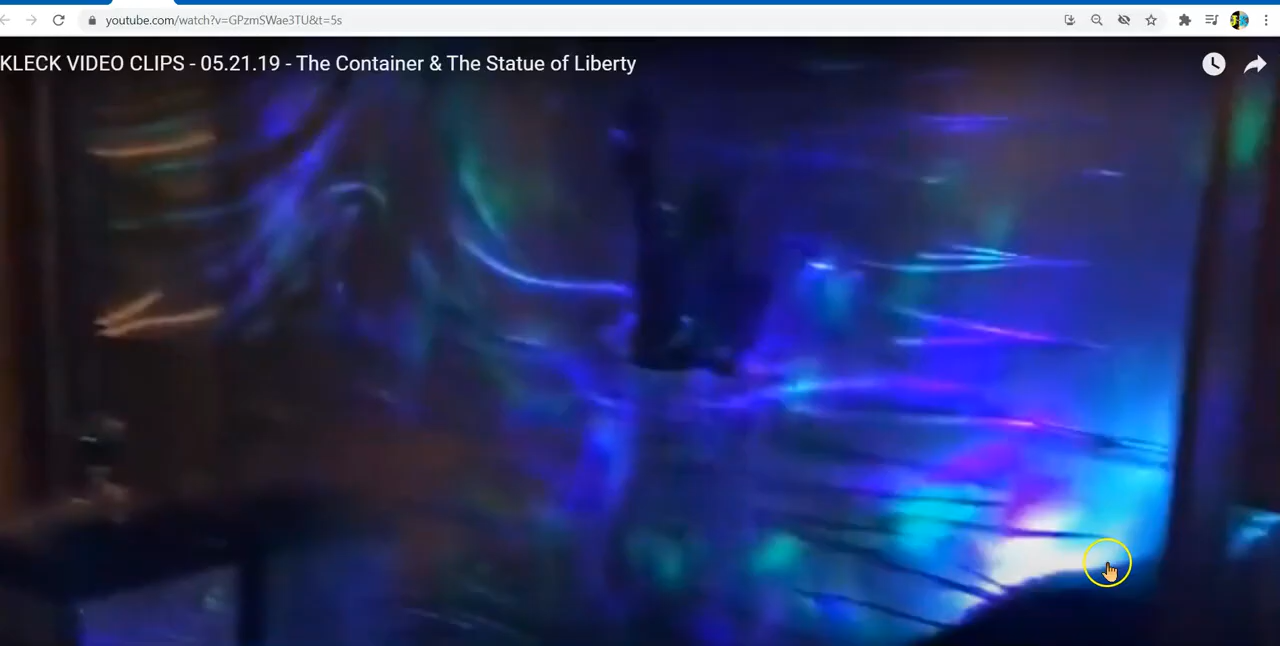 youtube.com/watch?v=GPzmSWae3TU&t=5s
KLECK VIDEO CLIPS - 05.21.19 - The Container & The Statue of Liberty